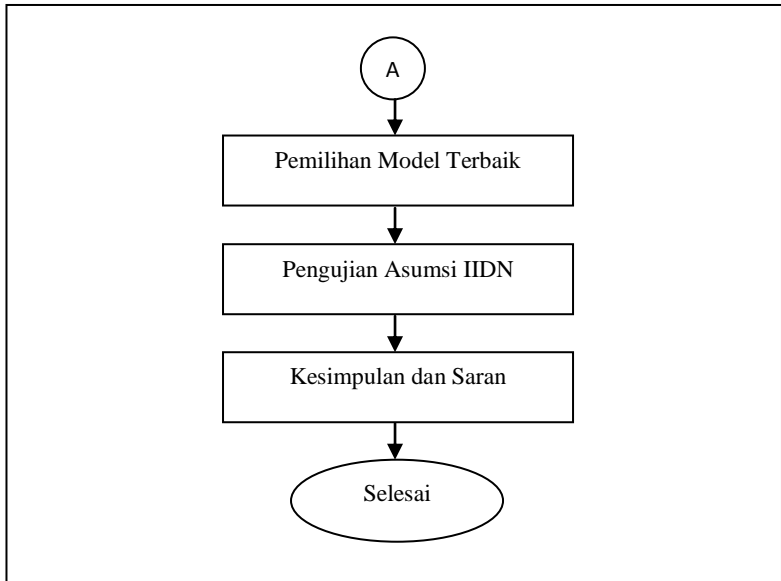 A
Pemilihan Model Terbaik
Pengujian Asumsi IIDN
Kesimpulan dan Saran
Selesai